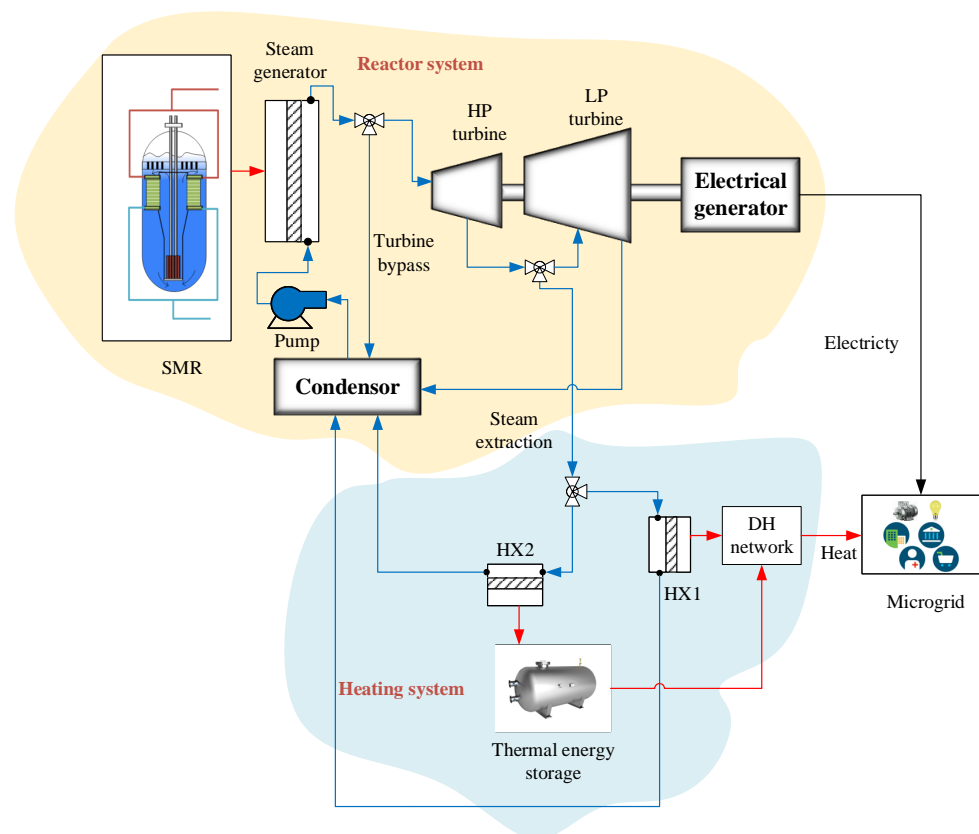 Steam
generator
Reactor system
HP
turbine
LP
turbine
Electrical
generator
Turbine
bypass
Pump
SMR
Condensor
Electricty
Steam
extraction
HX2
HX1
DH
network
Heat
Microgrid
Heating system
Thermal energy
storage